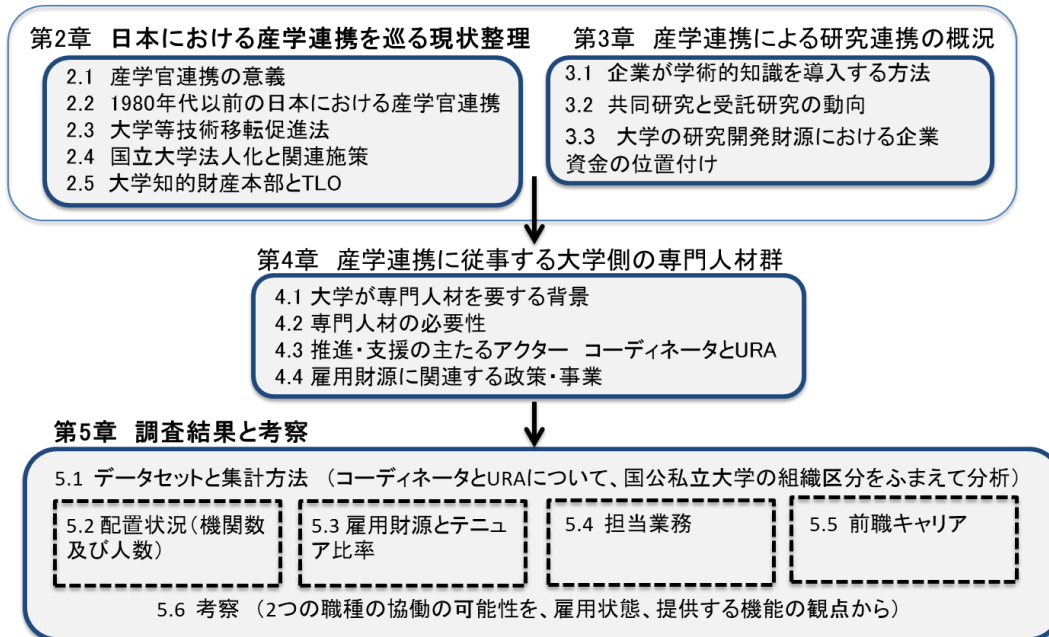 第2章 日本における産学連携を巡る現状整理
2.1 産学官連携の意義
2.2 1980年代以前の日本における産学官連携
2.3 大学等技術移転促進法
2.4 国立大学法人化と関連施策
2.5 大学知的財産本部とTLO
第3章 産学連携による研究連携の概況
3.1 企業が学術的知識を導入する方法
3.2 共同研究と受託研究の動向
3.3 大学の研究開発財源における企業
資金の位置付け
第4章 産学連携に従事する大学側の専門人材群
4.1 大学が専門人材を要する背景
4.2 専門人材の必要性
4.3 推進・支援の主たるアクター コーディネータとURA
4.4 雇用財源に関連する政策・事業
第5章 調査結果と考察
5.1 データセットと集計方法 (コーディネータとURAについて、国公私立大学の組織区分をふまえて分析)
5.2 配置状況(機関数
及び人数)
5.3 雇用財源とテニュ
ア比率
5.4 担当業務
5.5 前職キャリア
5.6 考察 (2つの職種の協働の可能性を、雇用状態、提供する機能の観点から)